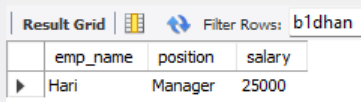 Result Grid Filter Rows: b1dhan
emp_name position salary
Hari Manager 25000